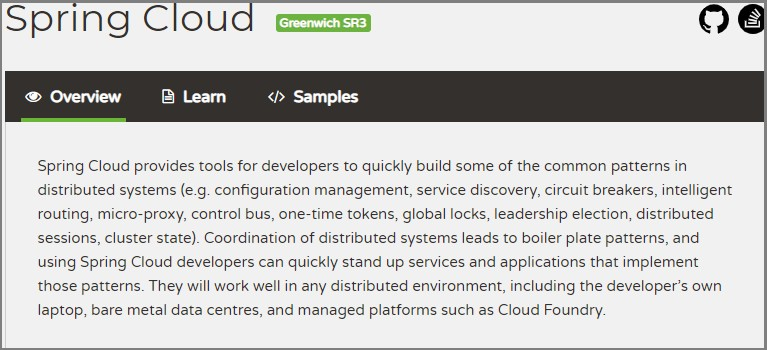 Spring Cloud Greenwich SR3
Overview Learn Samples
Spring Cloud provides tools for developers to quickly build some of the common patterns in
distributed systems (e.g. configuration management, service discovery, circuit breakers, intelligent
routing, micro-proxy, control bus, one-time tokens, global locks, leadership election, distributed
sessions, cluster state). Coordination of distributed systems leads to boiler plate patterns, and
using Spring Cloud developers can quickly stand up services and applications that implement
those patterns. They will work well in any distributed environment, including the developer's own
laptop, bare metal data centres, and managed platforms such as Cloud Foundry.